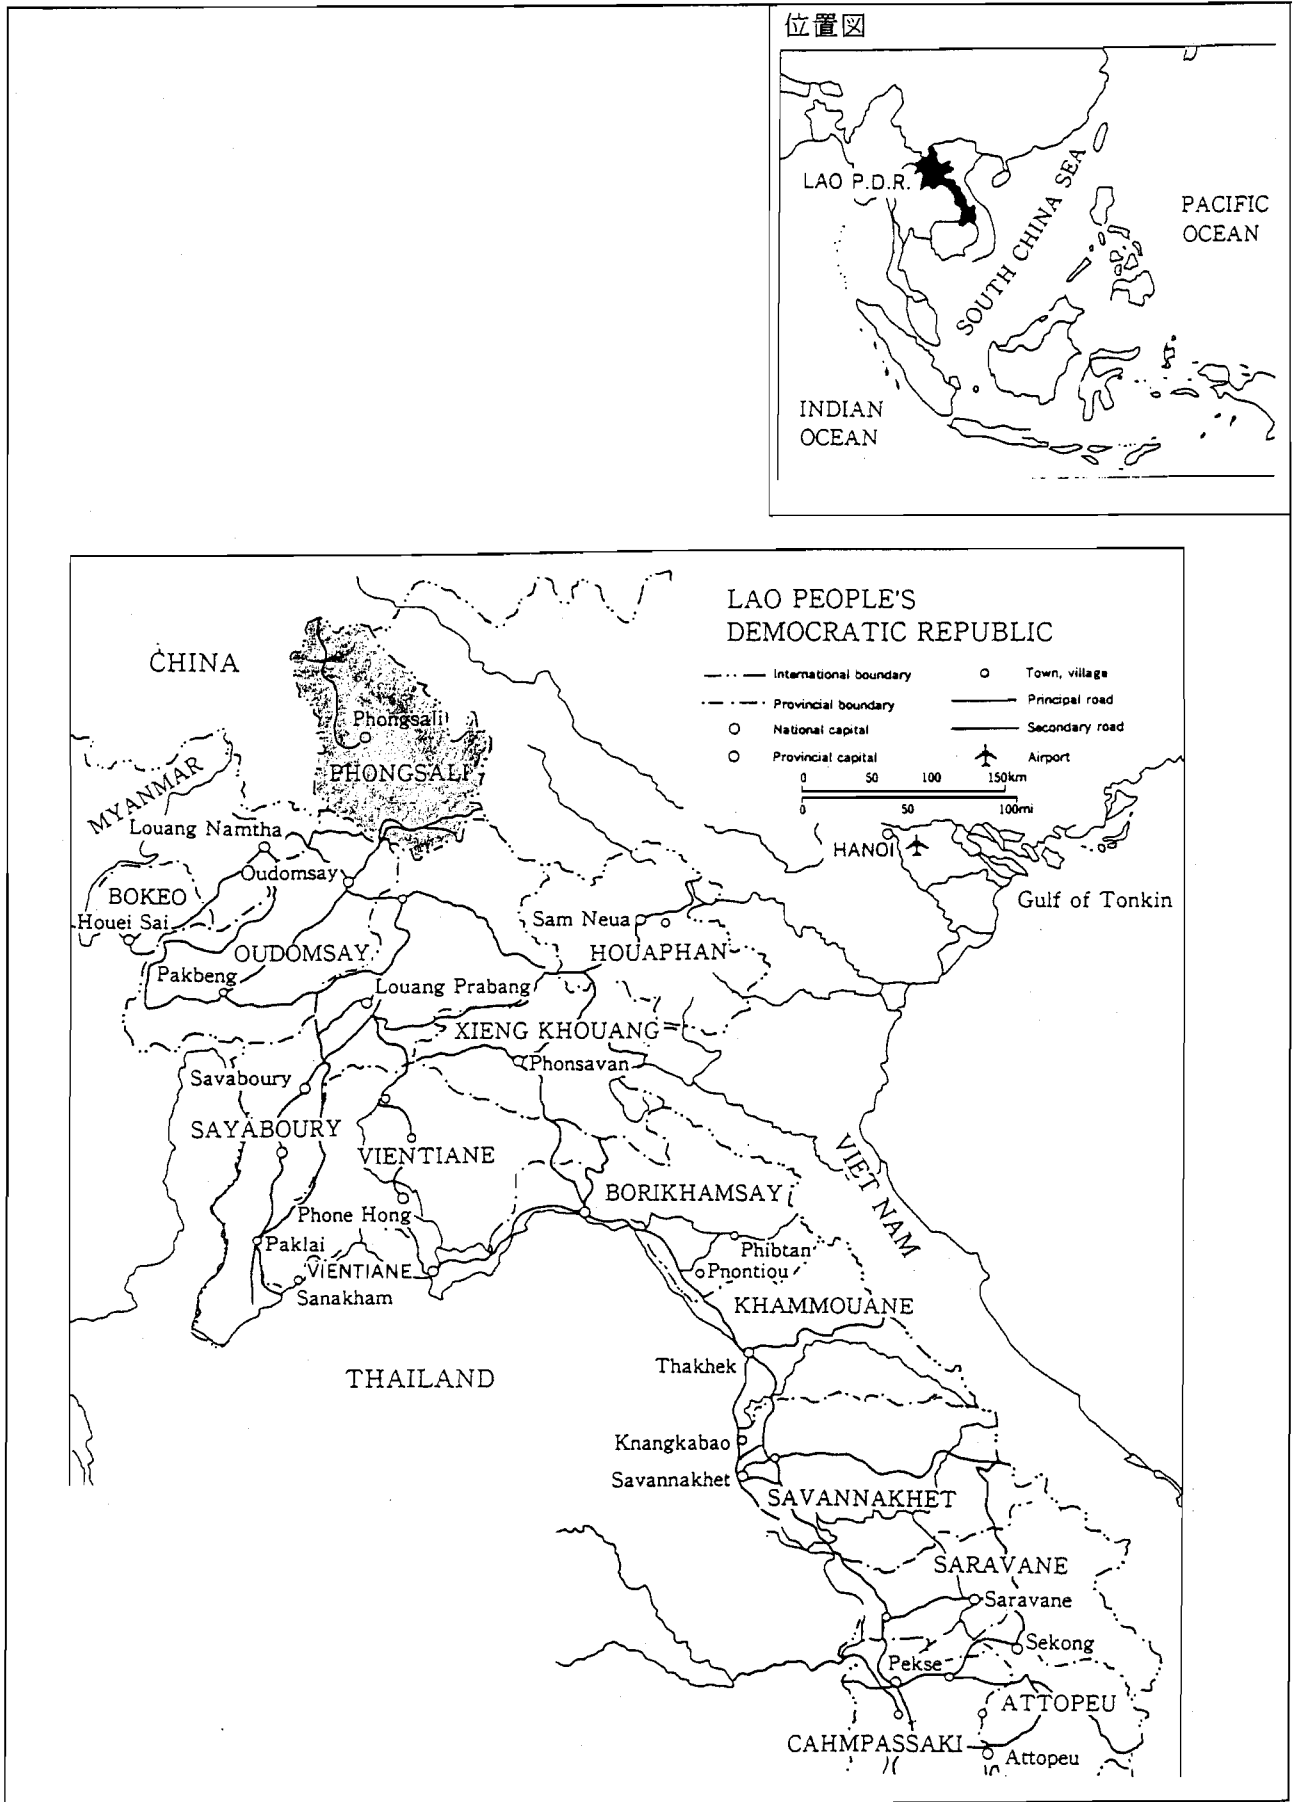 位置図
LAO P.D.R.
SOUTH CHINA SEA
PACIFIC
OCEAN
INDIAN
OCEAN
LAO PEOPLE'S
DEMOCRATIC REPUBLIC
International boundary
Provincial boundary
National capital
Provincial capital
Town, village
Principal road
Secondary road
Airport
0 50 100 150km
0 50 100mi
CHINA
Phongsali
PHONGSALI
MYANMAR
Louang Namtha
HANOI
Oudomsay
BOKEO
Gulf of Tonkin
Houei Sai
Sam Neua
OUDOMSAY
HOUAPHAN
Pakbeng
Louang Prabang
XIENG KHOUANG
Phonsavan
Savaboury
SAYABOURY
VIENTIANE
VIET NAM
BORIKHAMSAY
Phone Hong
Paklai
Phibtan
VIENTIANE
Pnontiou
Sanakham
KHAMMOUANE
Thakhek
THAILAND
Knangkabao
Savannakhet
SAVANNAKHET
SARAVANE
Saravane
Sekong
Pekse
ATTOPEU
CAHMPASSAKI
Attopeu